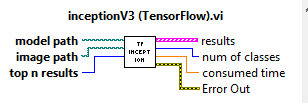 inceptionV3 (TensorFlow).vi
model path
image path
top n results
TF
INCEPT
ION
results
num of classes
consumed time
Error Out